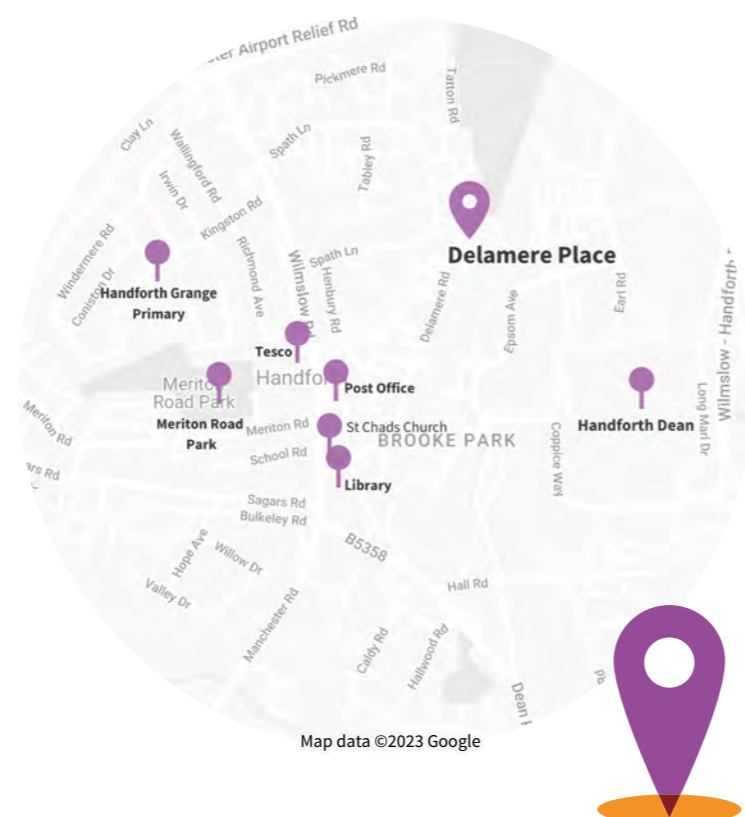 ter Airport Relief Rd
Pickmere Rd
Tatton Rd
Clay Ln
Wallingford Rd
Spath Ln
Tabley Rd
Irwin Dr
Kingston Rd
Delamere Place
Windermere Rd
Richmond Ave
Wilmslow Rd
Spath Ln
Henbury Rd
Coniston Dr
Handforth Grange
Primary
Delamere Rd
Epsom Ave
Earl Rd
Wilmslow - Handforth -
Tesco
Handfo
Post Office
Merito
Road Park
Meriton Road
Park
Meriton Rd
Meriton Rd
St Chads Church
BROOKE PARK
Handforth Dean
Long Marl Dr
Coppice Way
School Rd
ars Rd
Library
Sagars Rd
Bulkeley Rd
B5358
Hope Ave
Willow Dr
Valley Dr
Hall Rd
Manchester Rd
Caldy Rd
Hallwood Rd
Dean
Map data ©2023 Google